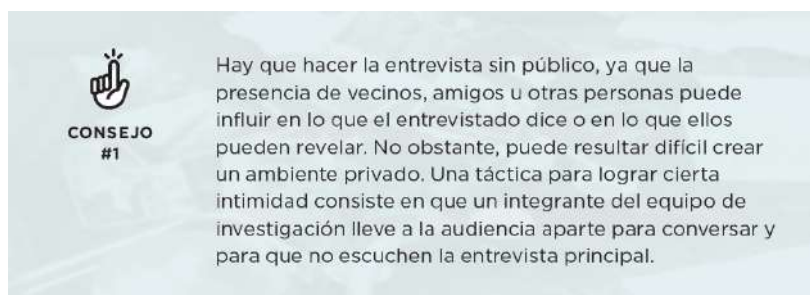 CONSEJO
#1
Hay que hacer la entrevista sin público, ya que la
presencia de vecinos, amigos u otras personas puede
influir en lo que el entrevistado dice o en lo que ellos
pueden revelar. No obstante, puede resultar difícil crear
un ambiente privado. Una táctica para lograr cierta
intimidad consiste en que un integrante del equipo de
investigación lleve a la audiencia aparte para conversar y
para que no escuchen la entrevista principal.